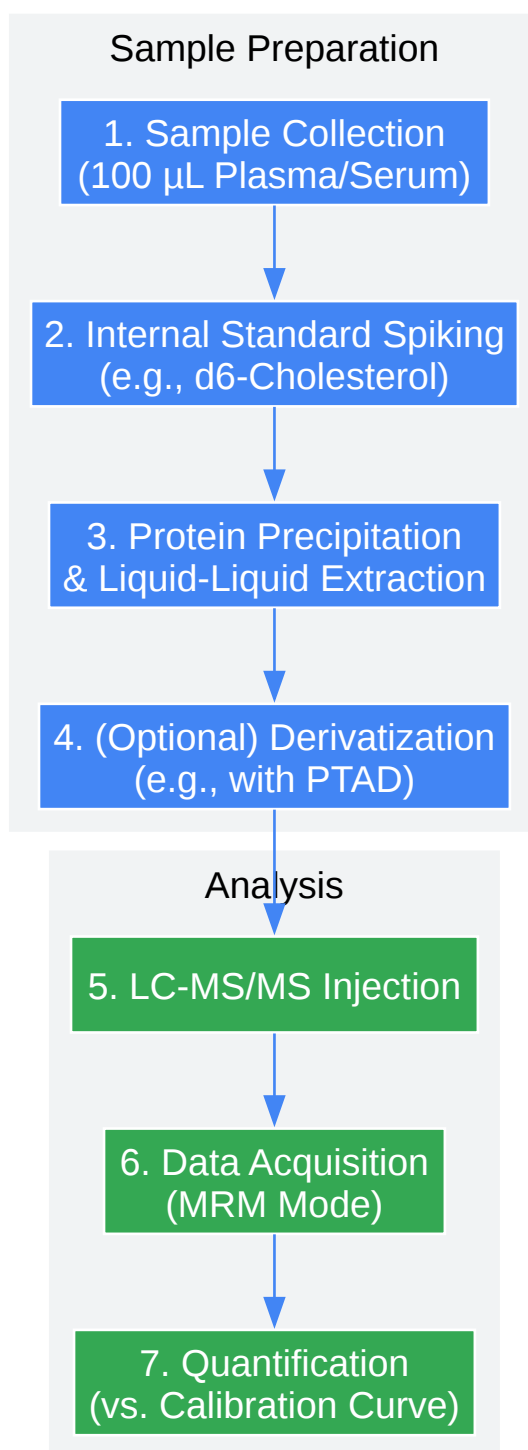 Sample Preparation
1. Sample Collection
(100 µL Plasma/Serum)
2. Internal Standard Spiking
(e.g., d6-Cholesterol)
3. Protein Precipitation
& Liquid-Liquid Extraction
4. (Optional) Derivatization
(e.g., with PTAD)
Analysis
5. LC-MS/MS Injection
6. Data Acquisition
(MRM Mode)
7. Quantification
(vs. Calibration Curve)